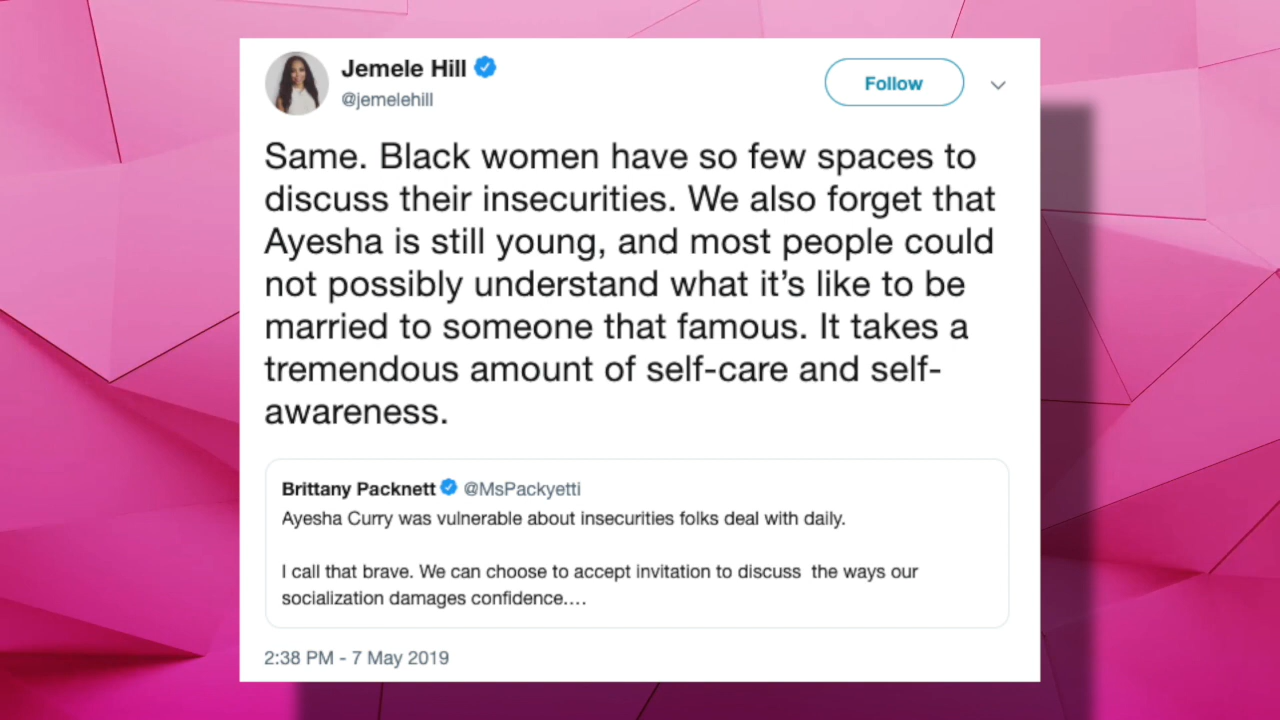 Jemele Hill
@jemelehill
Follow
Same. Black women have so few spaces to
discuss their insecurities. We also forget that
Ayesha is still young, and most people could
not possibly understand what it’s like to be
married to someone that famous. It takes a
tremendous amount of self-care and self-
awareness.
Brittany Packnett @MsPackyetti
Ayesha Curry was vulnerable about insecurities folks deal with daily.
I call that brave. We can choose to accept invitation to discuss the ways our
socialization damages confidence....
2:38 PM - 7 May 2019